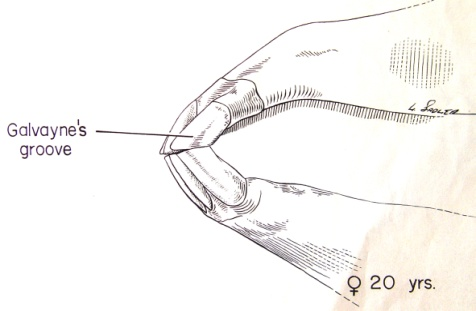 Galvayne's
groove
♀ 20 yrs.